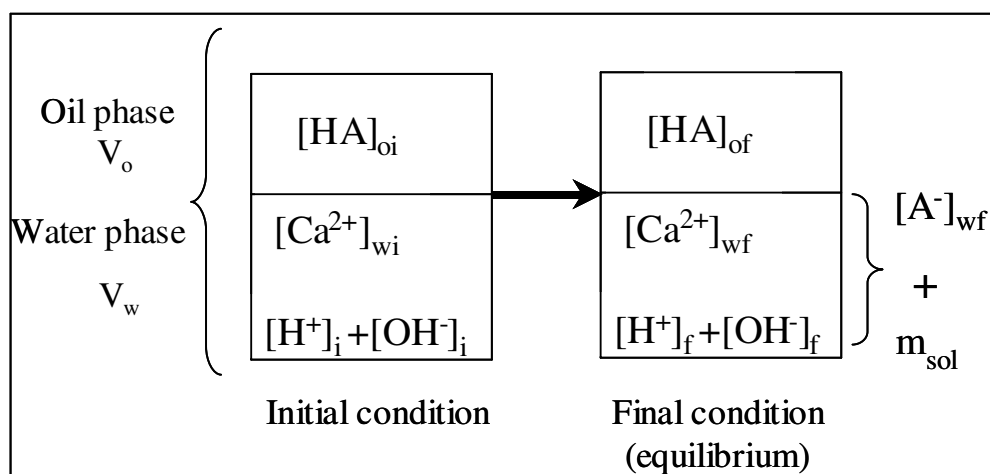 Oil phase
V_o
Water phase
V_w
[HA]_oi
[Ca²⁺]_wi
[H⁺]_i+[OH⁻]_i
Initial condition
[HA]_of
[Ca²⁺]_wf
[H⁺]_f+[OH⁻]_f
Final condition
(equilibrium)
[A⁻]_wf
+
m_sol